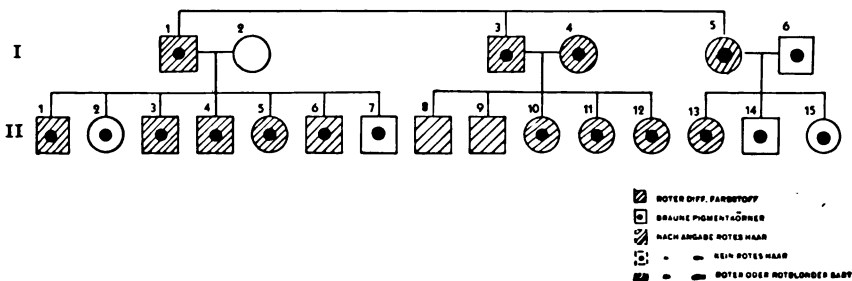 1 2 3 4 5 6
I
1 2 3 4 5 6 7 8 9 10 11 12 13 14 15
II
ROTER DIFF. FARBSTOFF
BRAUNE PIGMENTKÖRNER
NACH ANGABE ROTES HAAR
" " KEIN ROTES HAAR
" " ROTER ODER ROTBLONDER BART